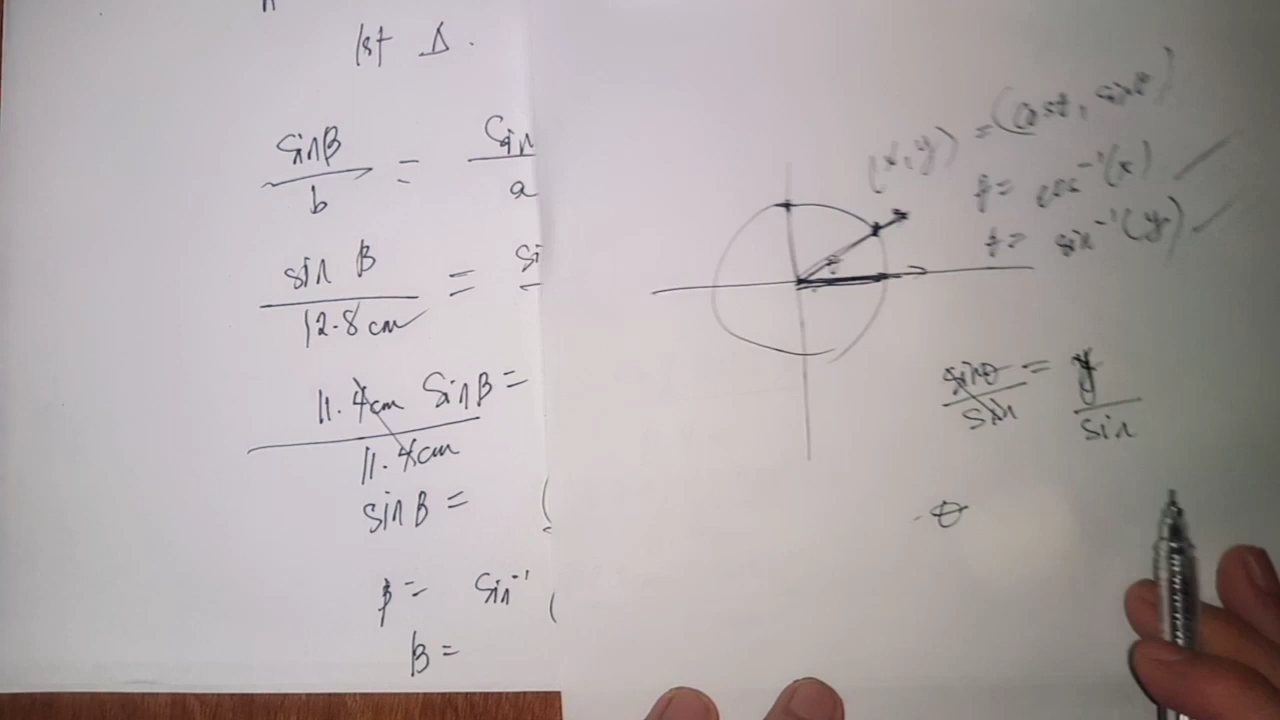 1st Δ.
sinB / b = Sin / a
sin B / 12.8 cm = si
11.4cm SinB = / 11.4cm
sinB = (
B = Sin⁻¹ (
B =
(x,y) = (cost, sint)
t = cos⁻¹(x)
t = sin⁻¹(y)
sinθ / sin = y / sin
θ